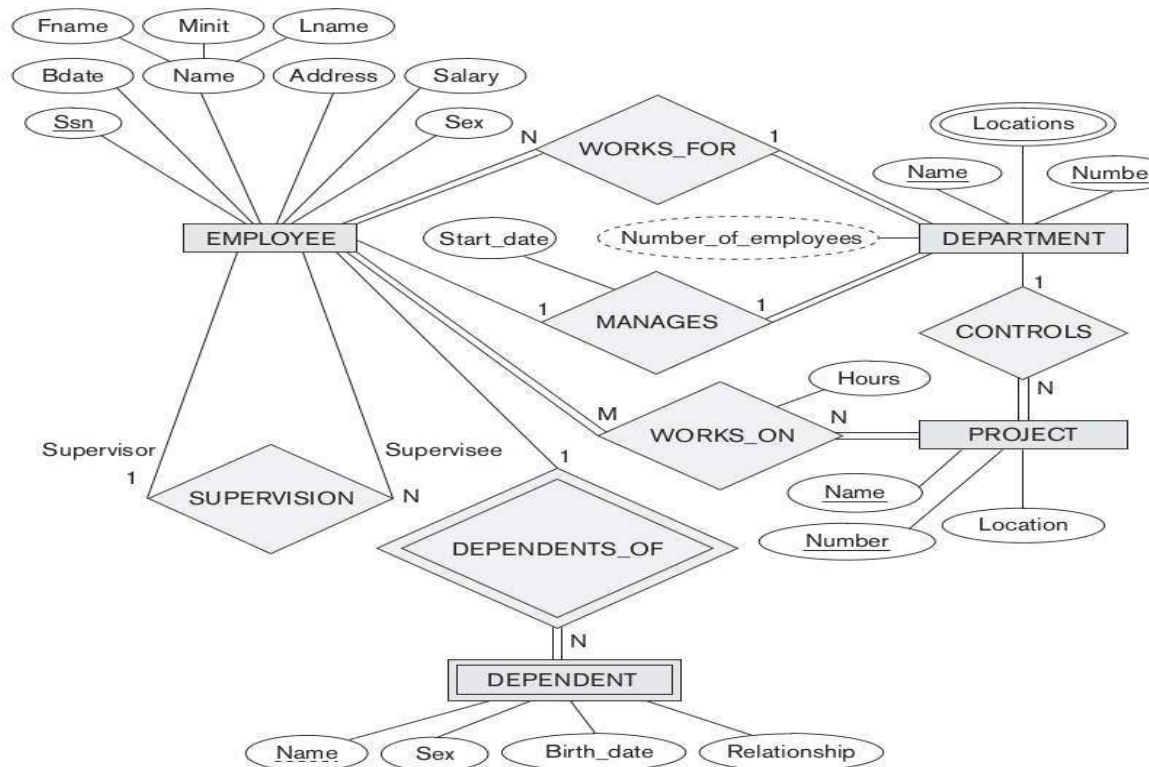 Fname Minit Lname
Bdate Name Address Salary
Ssn Sex
N WORKS_FOR 1
Locations
Name Number
EMPLOYEE Start_date Number_of_employees DEPARTMENT
1 MANAGES 1
1
CONTROLS
N
Hours
M WORKS_ON N
PROJECT
Supervisor Supervisee
1 SUPERVISION N
1
Name
Number Location
DEPENDENTS_OF
N
DEPENDENT
Name Sex Birth_date Relationship